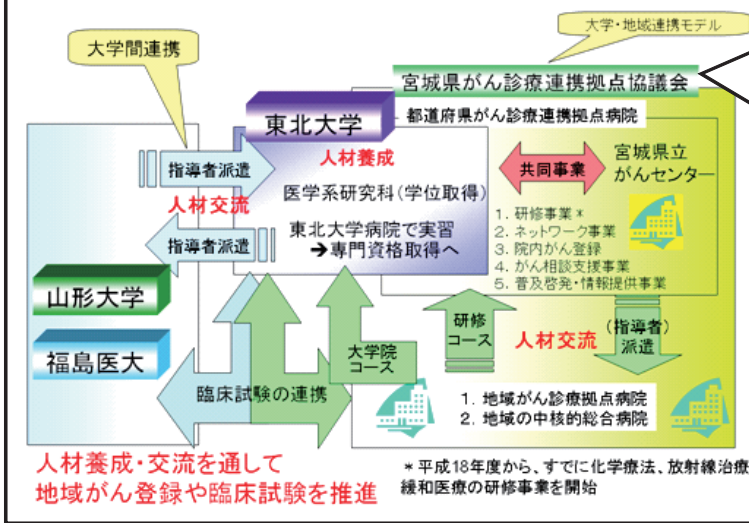 大学・地域連携モデル
大学間連携
宮城県がん診療連携拠点協議会
東北大学
都道府県がん診療連携拠点病院
人材養成
指導者派遣
共同事業
宮城県立
がんセンター
医学系研究科(学位取得)
人材交流
1. 研修事業*
2. ネットワーク事業
3. 院内がん登録
4. がん相談支援事業
5. 普及啓発・情報提供事業
東北大学病院で実習
➔専門資格取得へ
指導者派遣
山形大学
福島医大
大学院
コース
研修
コース
人材交流
(指導者)
派遣
臨床試験の連携
1. 地域がん診療拠点病院
2. 地域の中核的総合病院
人材養成・交流を通して
地域がん登録や臨床試験を推進
*平成18年度から、すでに化学療法、放射線治療
緩和医療の研修事業を開始